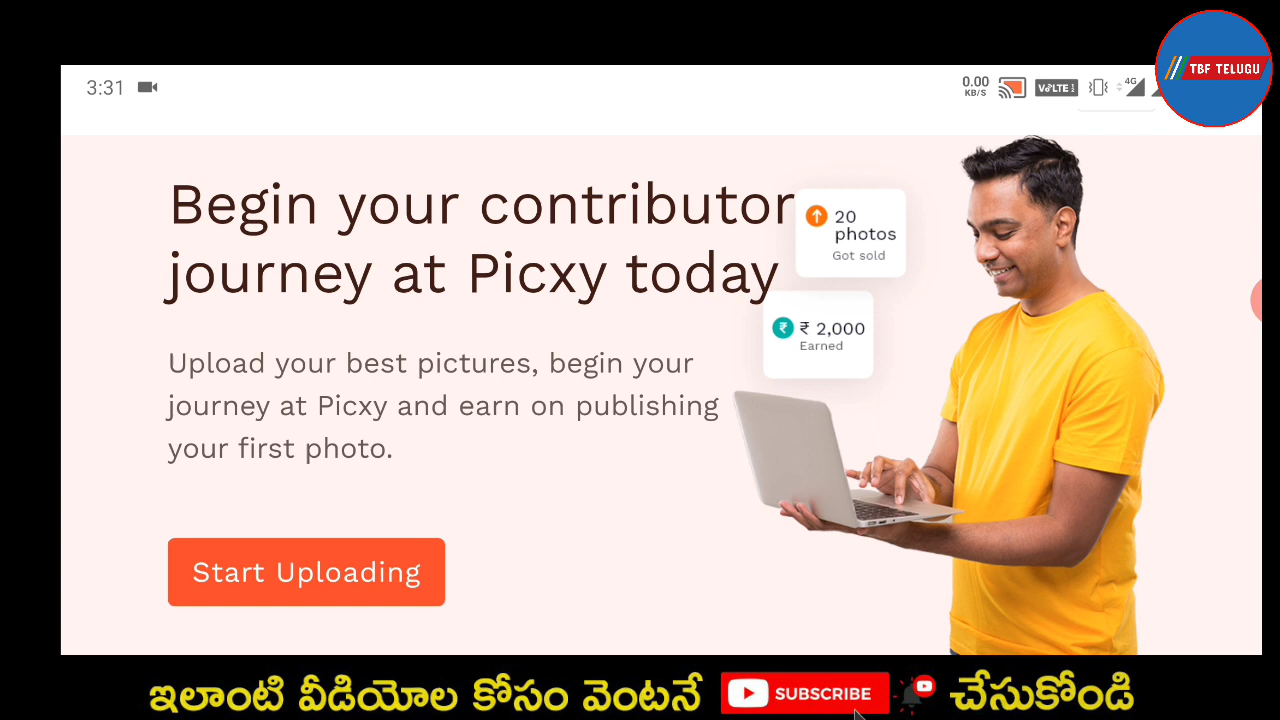 TBF TELUGU
3:31
0.00
KB/S
VoLTE
4G
Begin your contributor
journey at Picxy today
20
photos
Got sold
₹ 2,000
Earned
Upload your best pictures, begin your
journey at Picxy and earn on publishing
your first photo.
Start Uploading
ఇలాంటి వీడియోల కోసం వెంటనే SUBSCRIBE చేసుకోండి